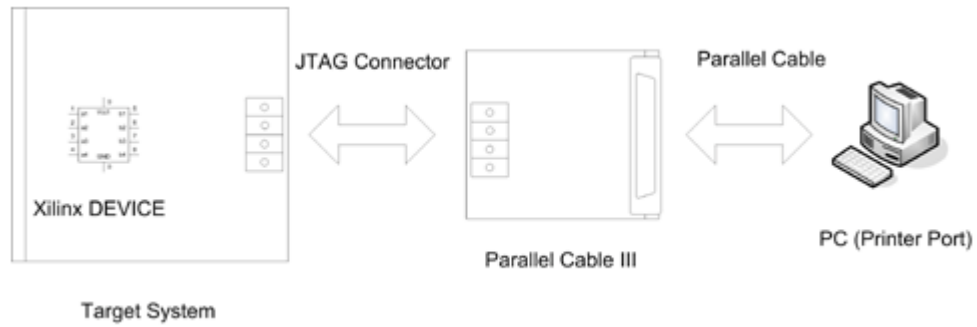 JTAG Connector
Parallel Cable
Xilinx DEVICE
Parallel Cable III
PC (Printer Port)
Target System